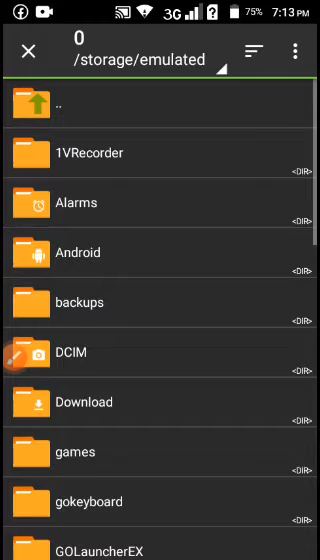 3G
?
75%
7:13 PM
0
/storage/emulated
..
1VRecorder
<DIR>
Alarms
<DIR>
Android
<DIR>
backups
<DIR>
DCIM
<DIR>
Download
<DIR>
games
<DIR>
gokeyboard
<DIR>
GOLauncherEX